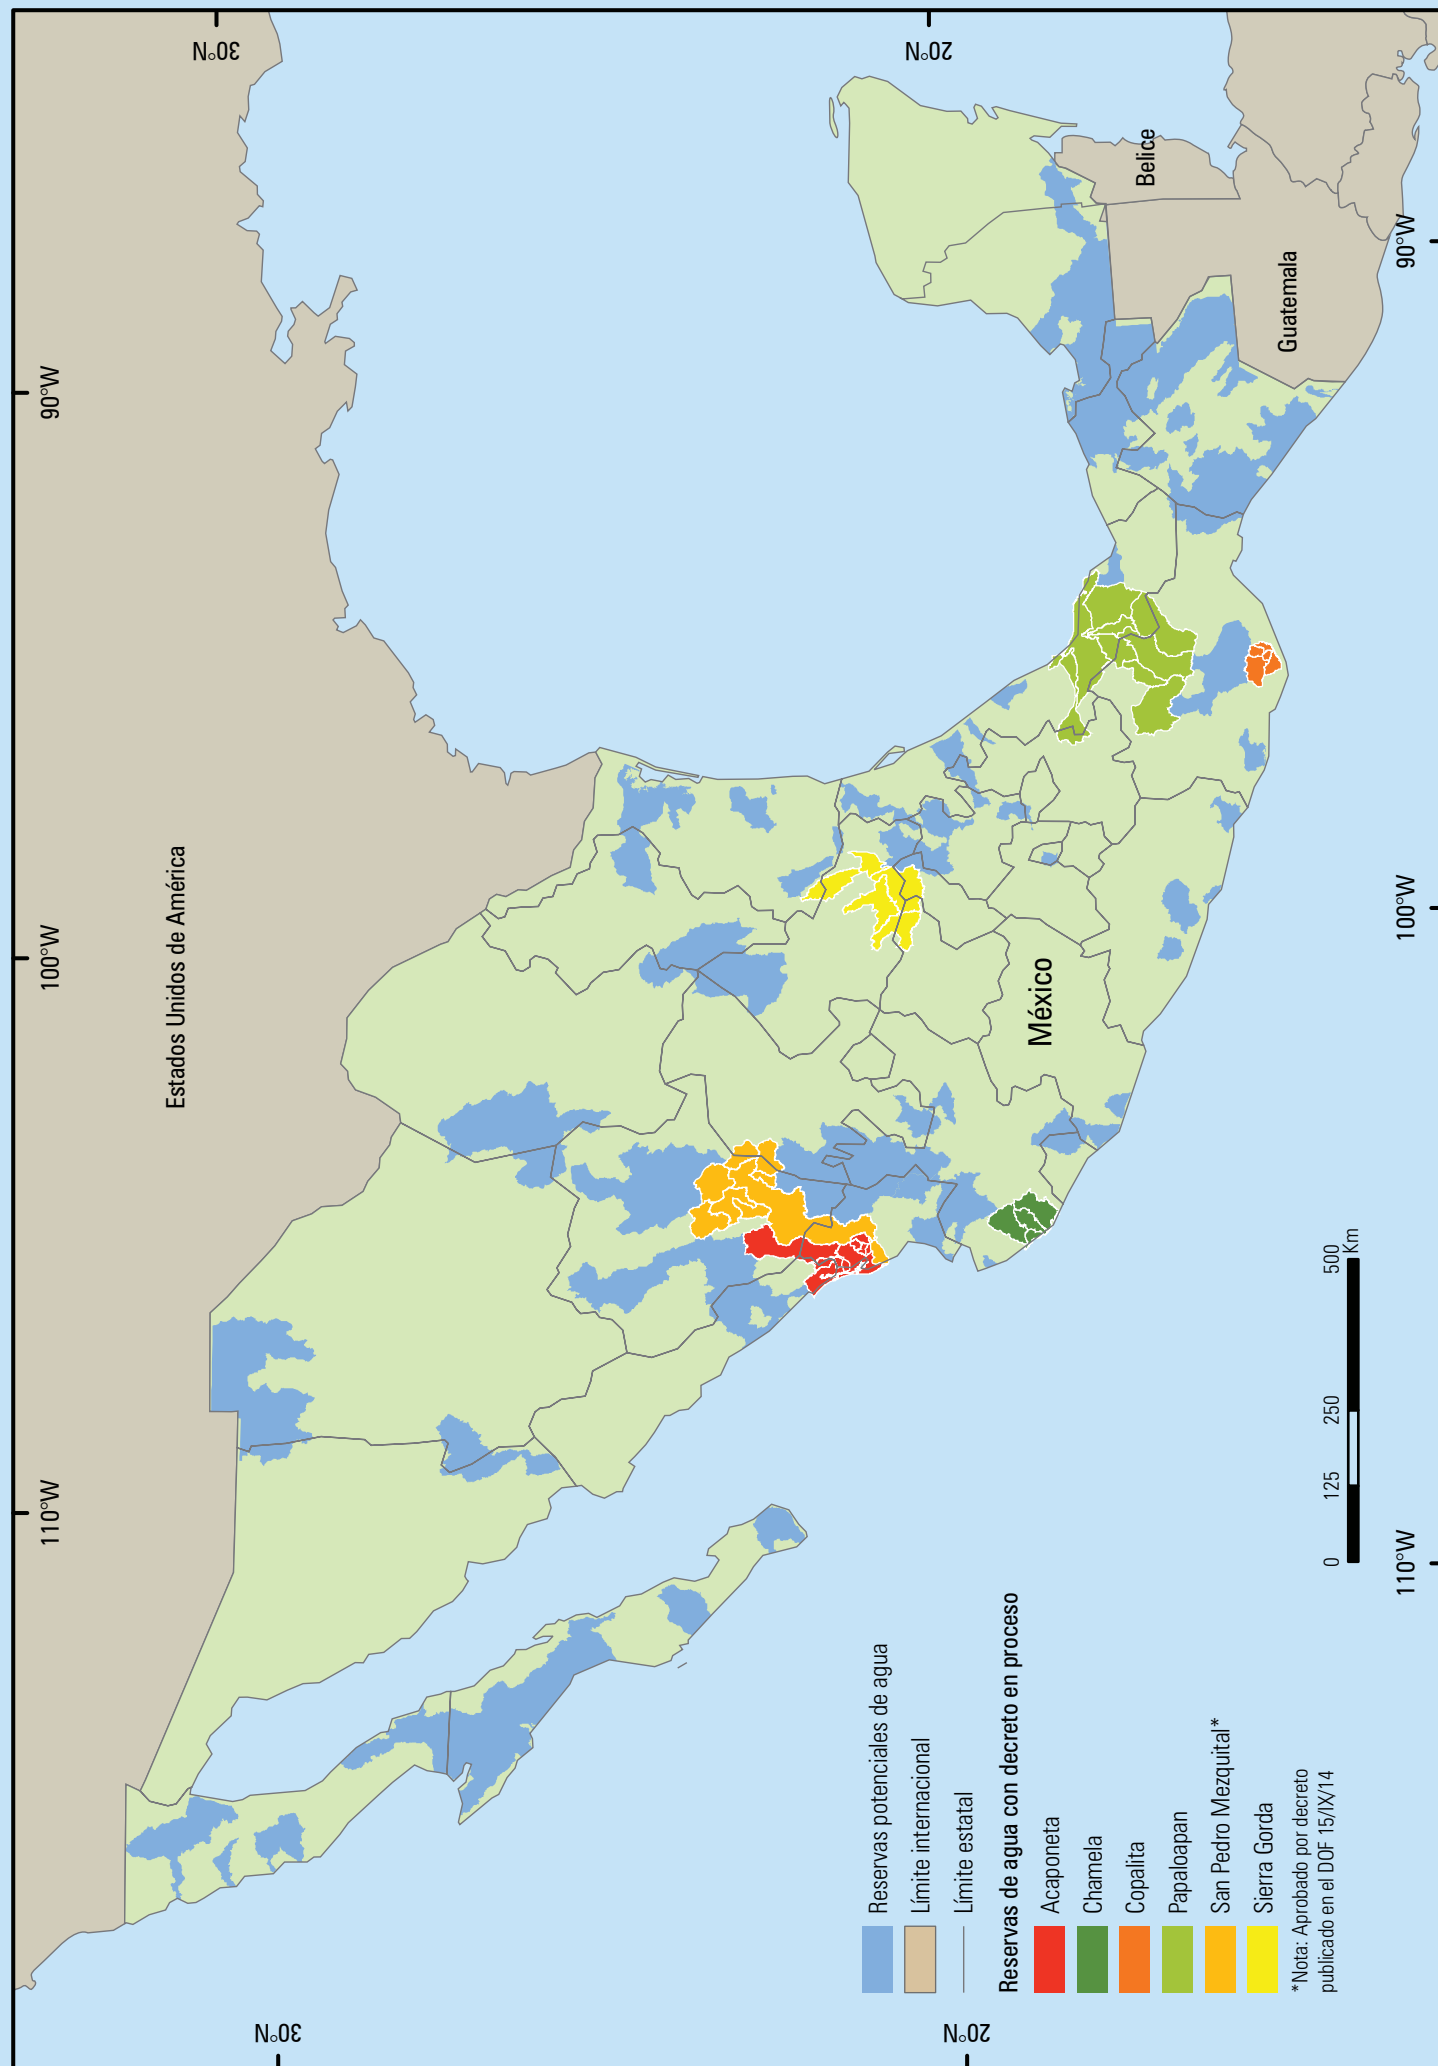 110°W
100°W
90°W
30°N
30°N
Estados Unidos de América
20°N
20°N
México
Belice
Guatemala
Reservas potenciales de agua
Límite internacional
Límite estatal
Reservas de agua con decreto en proceso
Acaponeta
Chamela
Copalita
Papaloapan
San Pedro Mezquital*
Sierra Gorda
*Nota: Aprobado por decreto
publicado en el DOF 15/IX/14
0 125 250 500
Km
110°W
100°W
90°W